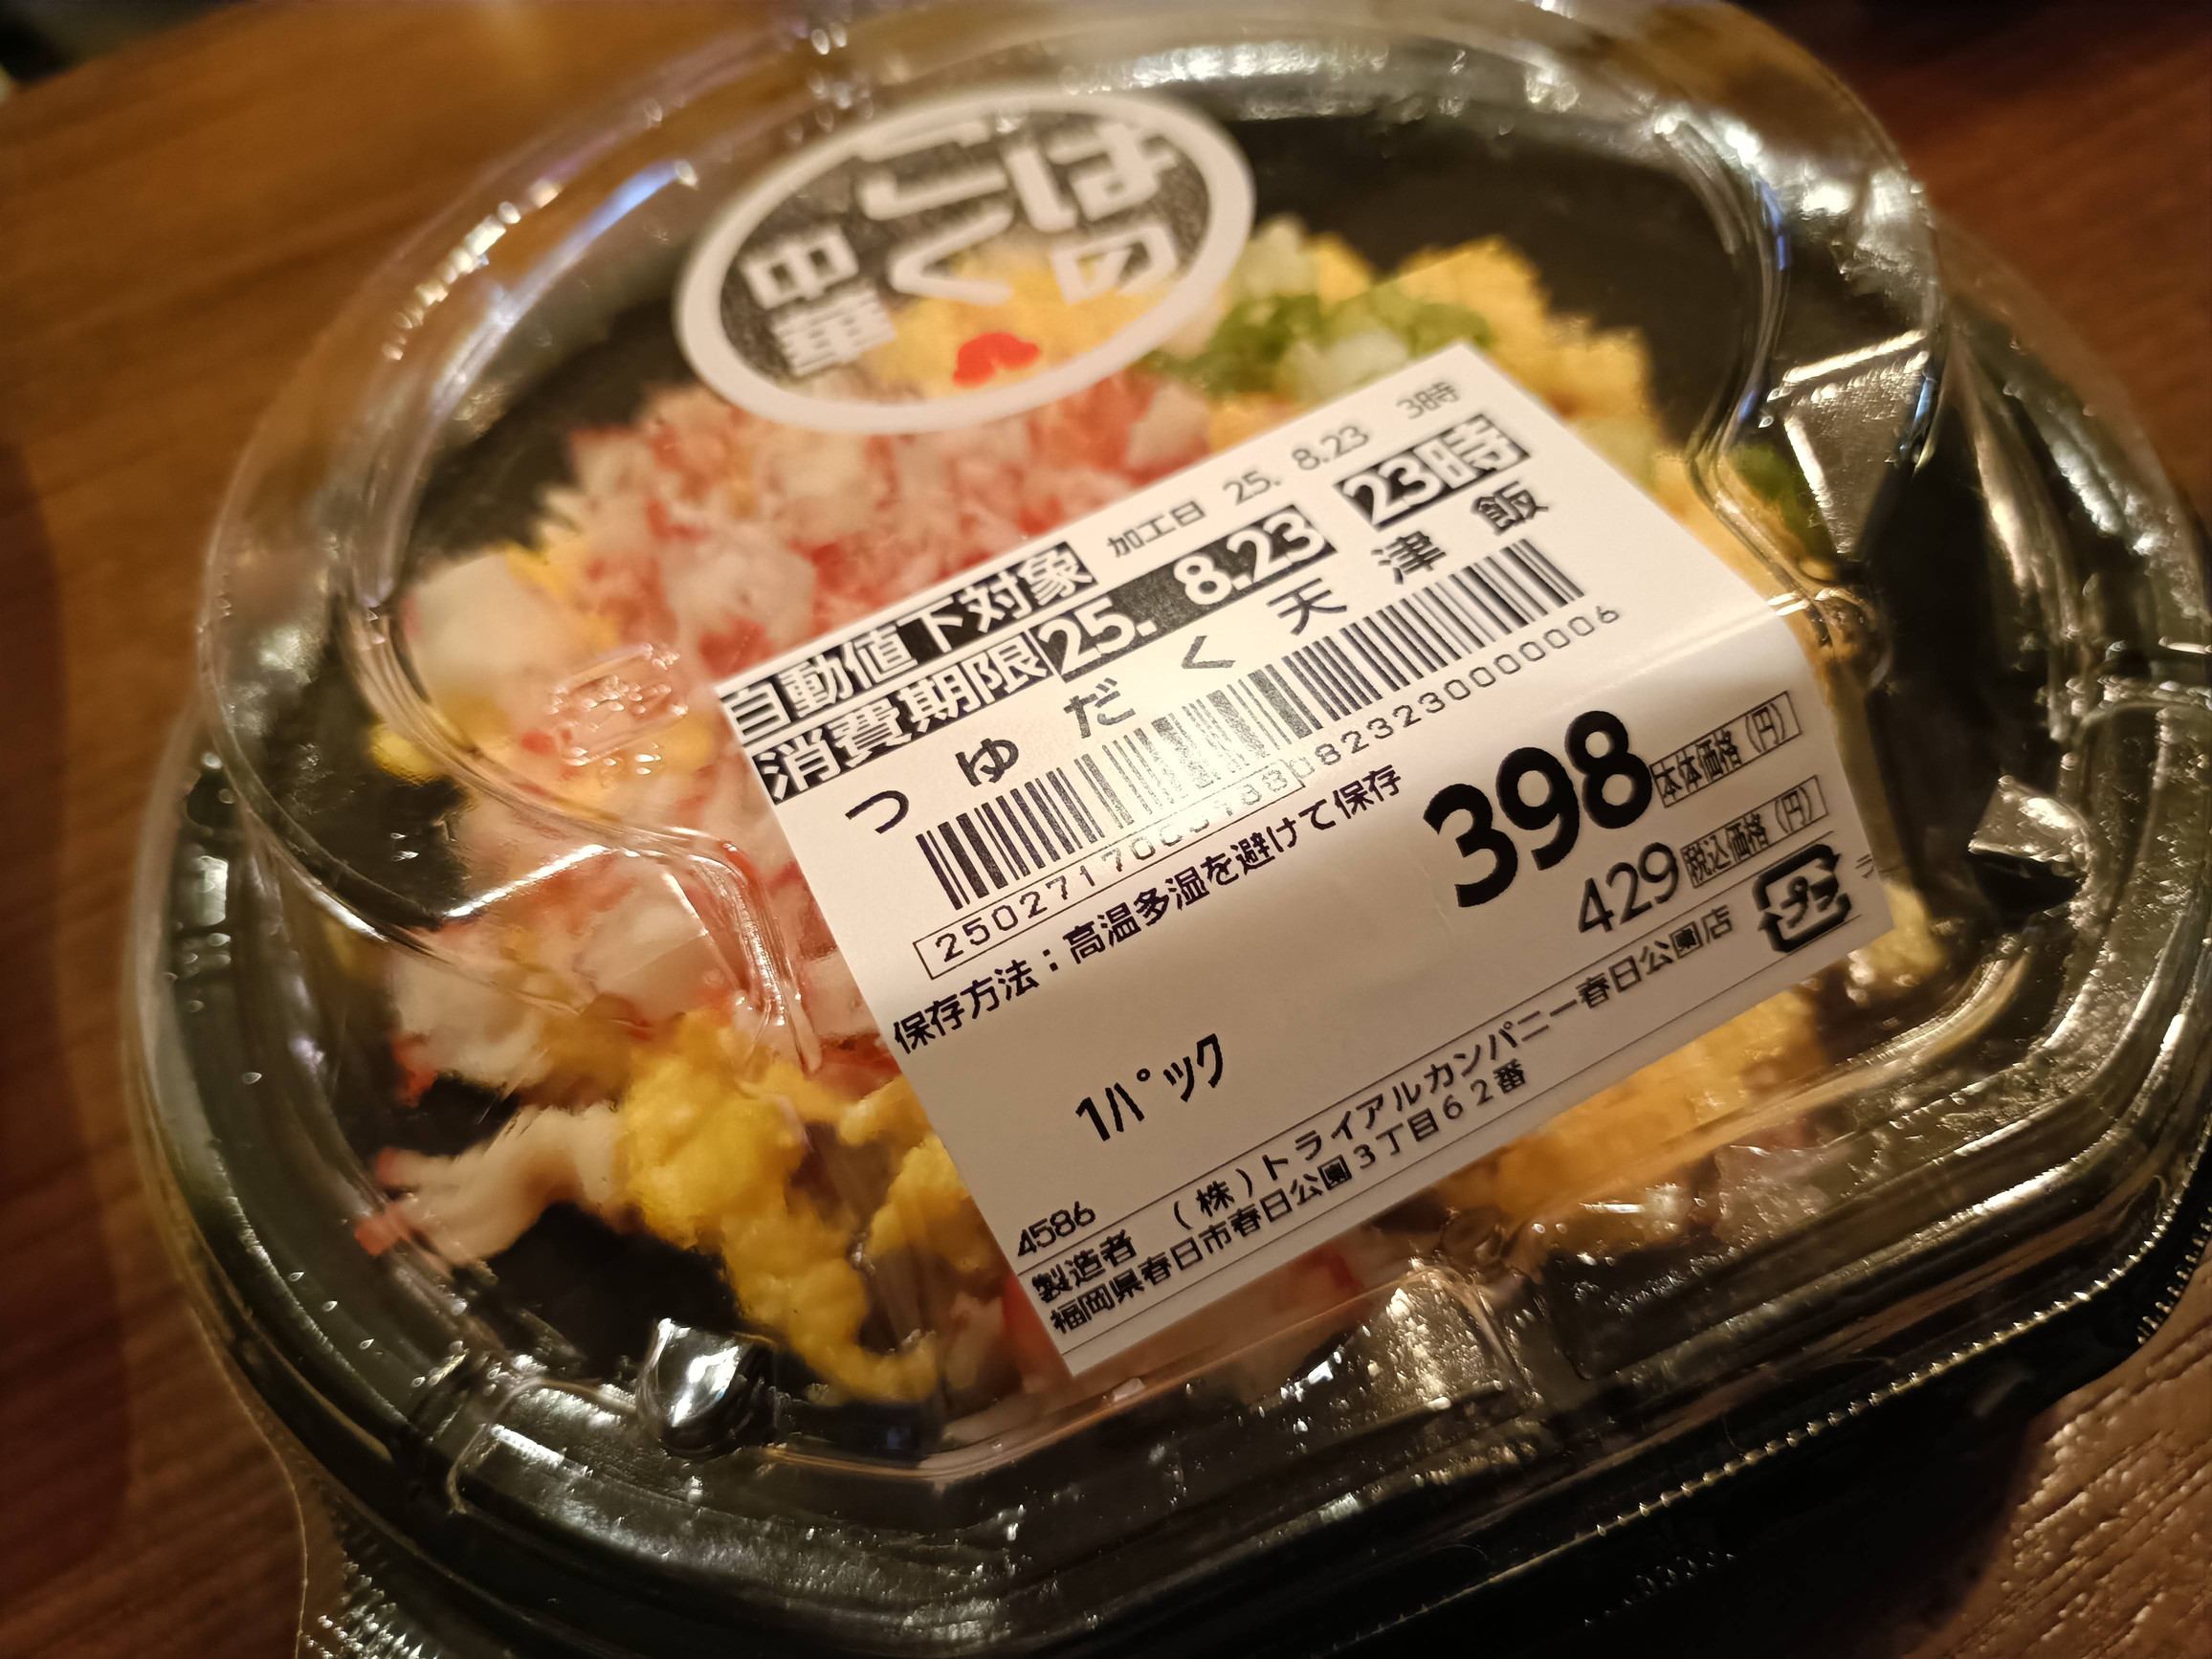 はこ
のく
中華
加工日 25. 8.23 3時
自動値下対象
消費期限 25. 8.23 23時
つゆだく天津飯
保存方法：高温多湿を避けて保存
398 本体価格（円）
429 税込価格（円）
プラ
1パック
4586
製造者 （株）トライアルカンパニー春日公園店
福岡県春日市春日公園3丁目62番